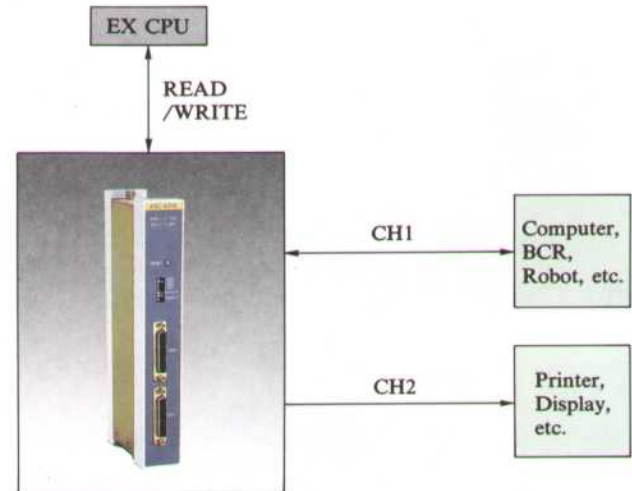 EX CPU
READ
/WRITE
CH1
Computer,
BCR,
Robot, etc.
CH2
Printer,
Display,
etc.